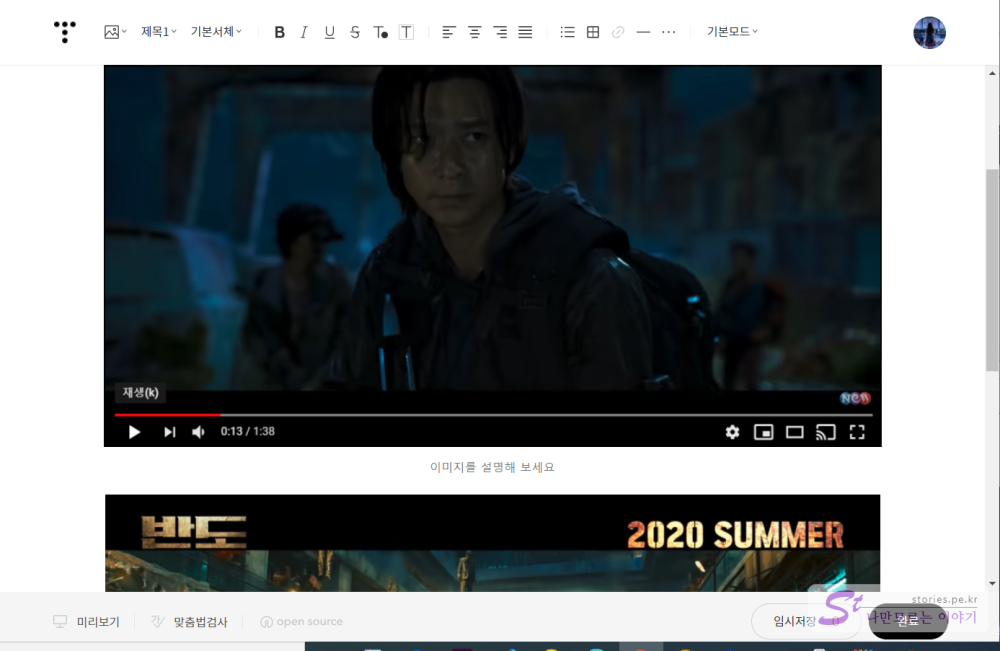 제목1 기본서체 B I U S T T 기본모드
재생(k)
NEW
0:13 / 1:38
이미지를 설명해 보세요
반도 2020 SUMMER
stories.pe.kr
St 나만모르는 이야기
미리보기 맞춤법검사 open source 임시저장 0 완료